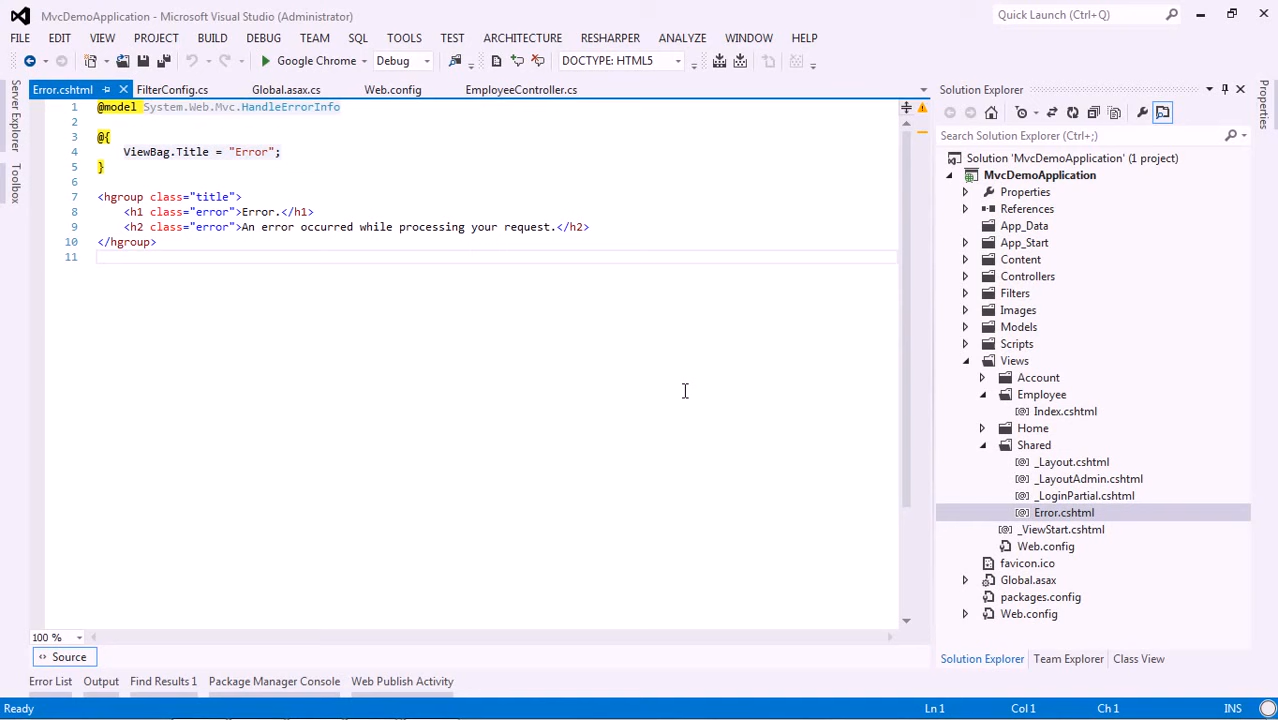 MvcDemoApplication - Microsoft Visual Studio (Administrator)
Quick Launch (Ctrl+Q)
FILE EDIT VIEW PROJECT BUILD DEBUG TEAM SQL TOOLS TEST ARCHITECTURE RESHARPER ANALYZE WINDOW HELP
Google Chrome Debug DOCTYPE: HTML5
Server Explorer
Toolbox
Error.cshtml FilterConfig.cs Global.asax.cs Web.config EmployeeController.cs
1 @model System.Web.Mvc.HandleErrorInfo
2
3 @{
4 ViewBag.Title = "Error";
5 }
6
7 <hgroup class="title">
8 <h1 class="error">Error.</h1>
9 <h2 class="error">An error occurred while processing your request.</h2>
10 </hgroup>
11
100 %
Source
Solution Explorer
Search Solution Explorer (Ctrl+;)
Solution 'MvcDemoApplication' (1 project)
MvcDemoApplication
Properties
References
App_Data
App_Start
Content
Controllers
Filters
Images
Models
Scripts
Views
Account
Employee
Index.cshtml
Home
Shared
_Layout.cshtml
_LayoutAdmin.cshtml
_LoginPartial.cshtml
Error.cshtml
_ViewStart.cshtml
Web.config
favicon.ico
Global.asax
packages.config
Web.config
Solution Explorer Team Explorer Class View
Properties
Error List Output Find Results 1 Package Manager Console Web Publish Activity
Ready Ln 1 Col 1 Ch 1 INS